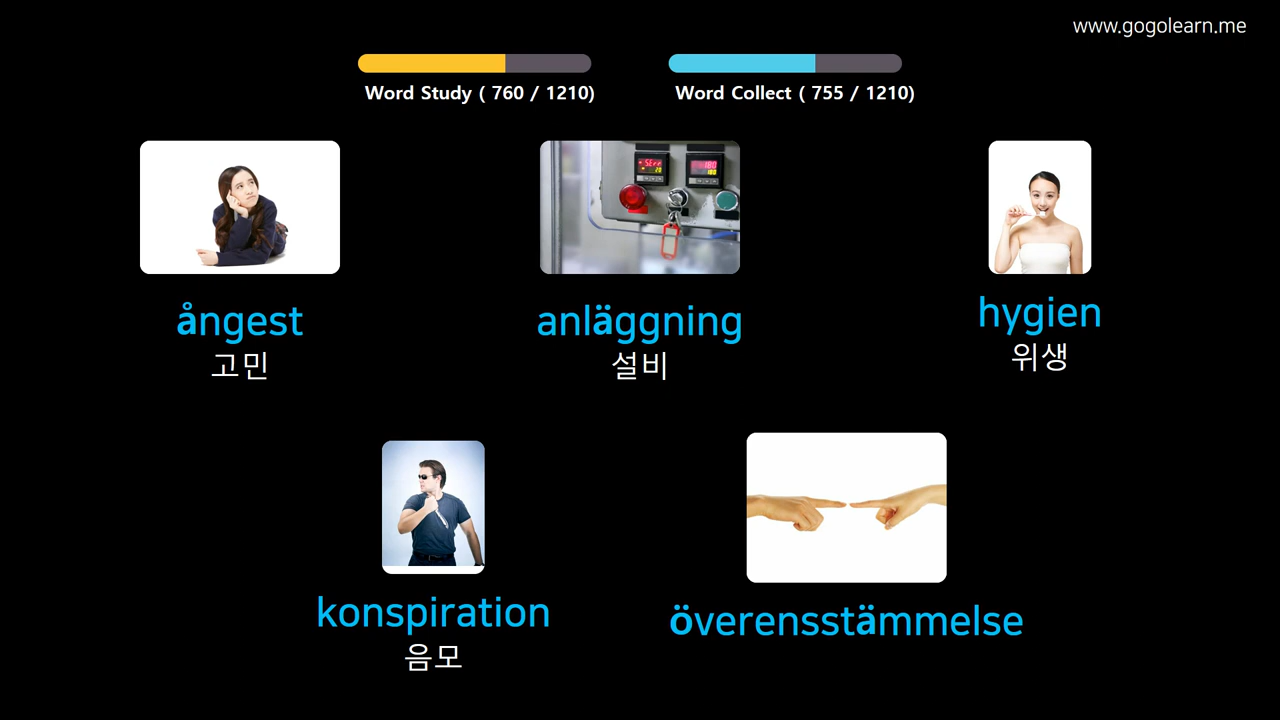 www.gogolearn.me
Word Study ( 760 / 1210)
Word Collect ( 755 / 1210)
ångest
고민
anläggning
설비
hygien
위생
konspiration
음모
överensstämmelse